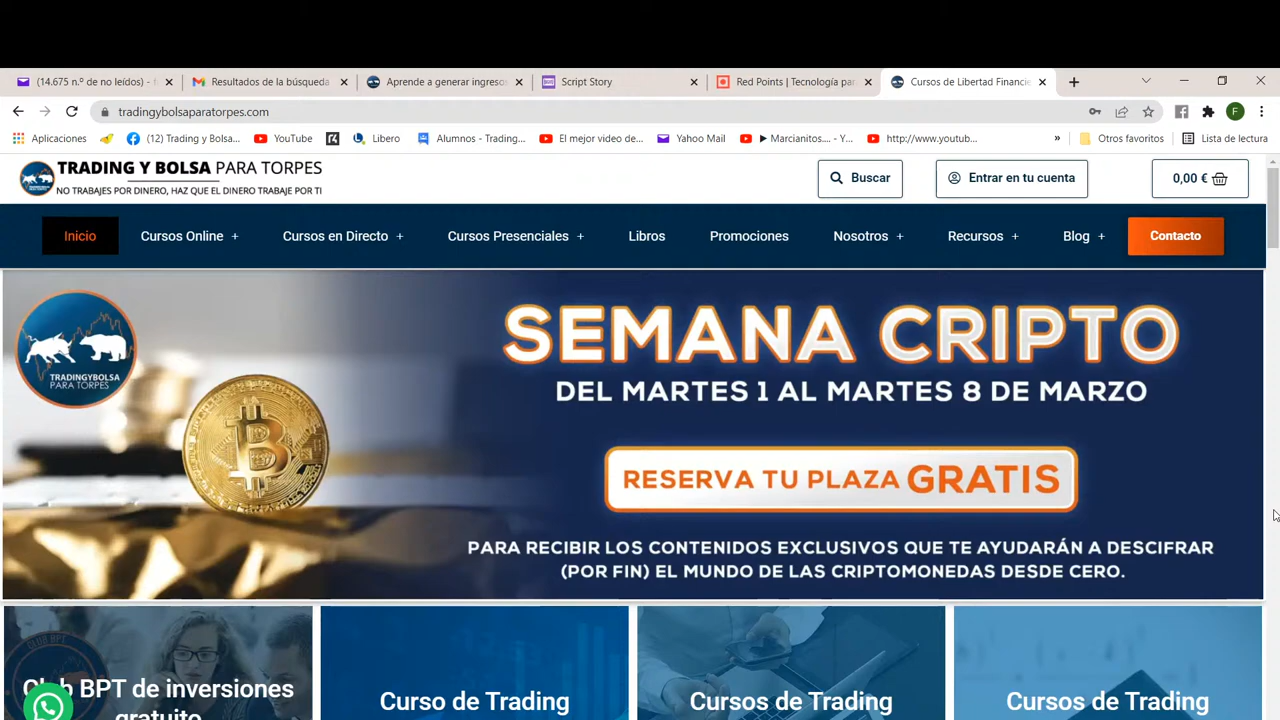 (14.675 n.º de no leídos) - f
Resultados de la búsqueda
Aprende a generar ingreso
Script Story
Red Points | Tecnología par
Cursos de Libertad Financie
tradingybolsaparatorpes.com
F
Aplicaciones
(12) Trading y Bolsa...
YouTube
Libero
Alumnos - Trading...
El mejor video de...
Yahoo Mail
► Marcianitos.... - Y...
http://www.youtub...
»
Otros favoritos
Lista de lectura
TRADING Y BOLSA PARA TORPES
NO TRABAJES POR DINERO, HAZ QUE EL DINERO TRABAJE POR TI
Buscar
Entrar en tu cuenta
0,00 €
Inicio
Cursos Online +
Cursos en Directo +
Cursos Presenciales +
Libros
Promociones
Nosotros +
Recursos +
Blog +
Contacto
TRADINGYBOLSA
PARA TORPES
SEMANA CRIPTO
DEL MARTES 1 AL MARTES 8 DE MARZO
RESERVA TU PLAZA GRATIS
PARA RECIBIR LOS CONTENIDOS EXCLUSIVOS QUE TE AYUDARÁN A DESCIFRAR
(POR FIN) EL MUNDO DE LAS CRIPTOMONEDAS DESDE CERO.
CLUB BPT
Club BPT de inversiones
gratuito
Curso de Trading
Cursos de Trading
Cursos de Trading